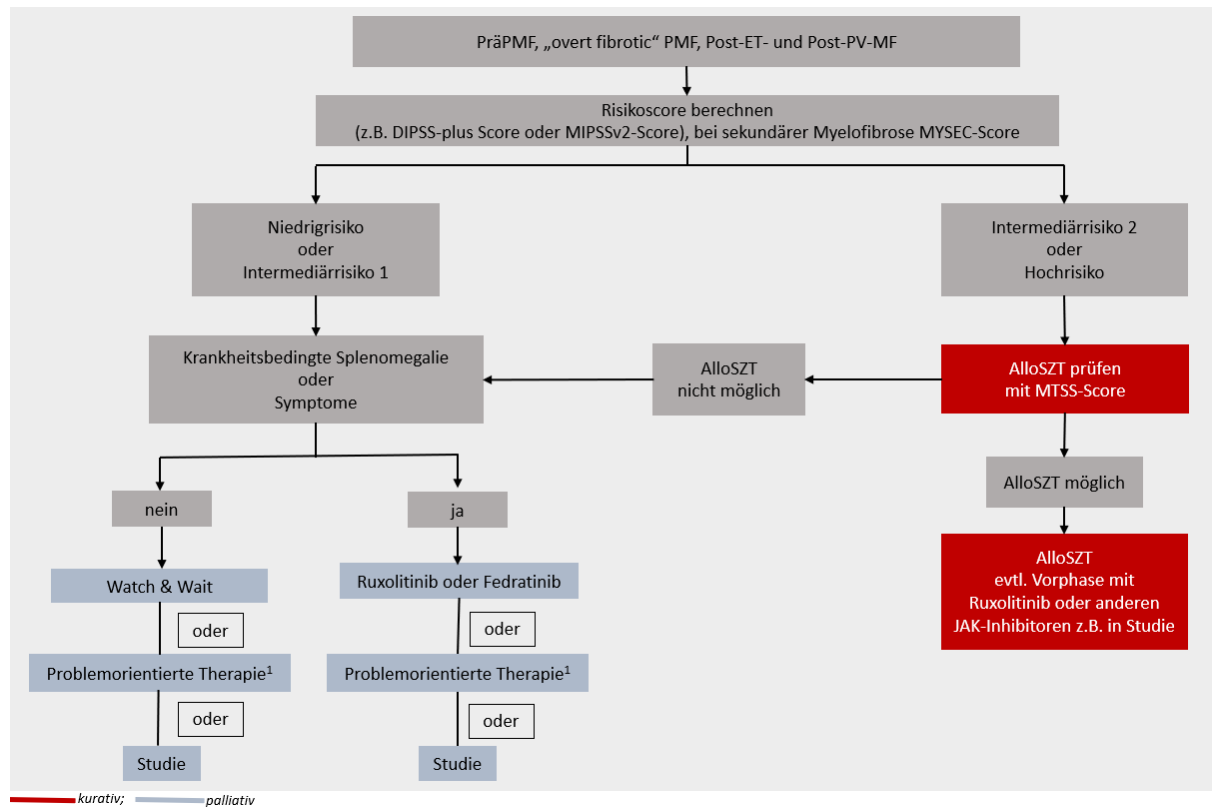 PräPMF, „overt fibrotic“ PMF, Post-ET- und Post-PV-MF
Risikoscore berechnen
(z.B. DIPSS-plus Score oder MIPSSv2-Score), bei sekundärer Myelofibrose MYSEC-Score
Niedrigrisiko
oder
Intermediärrisiko 1
Intermediärrisiko 2
oder
Hochrisiko
Krankheitsbedingte Splenomegalie
oder
Symptome
AlloSZT
nicht möglich
AlloSZT prüfen
mit MTSS-Score
AlloSZT möglich
nein
ja
Watch & Wait
Ruxolitinib oder Fedratinib
AlloSZT
evtl. Vorphase mit
Ruxolitinib oder anderen
JAK-Inhibitoren z.B. in Studie
oder
oder
Problemorientierte Therapie¹
Problemorientierte Therapie¹
oder
oder
Studie
Studie
kurativ; palliativ